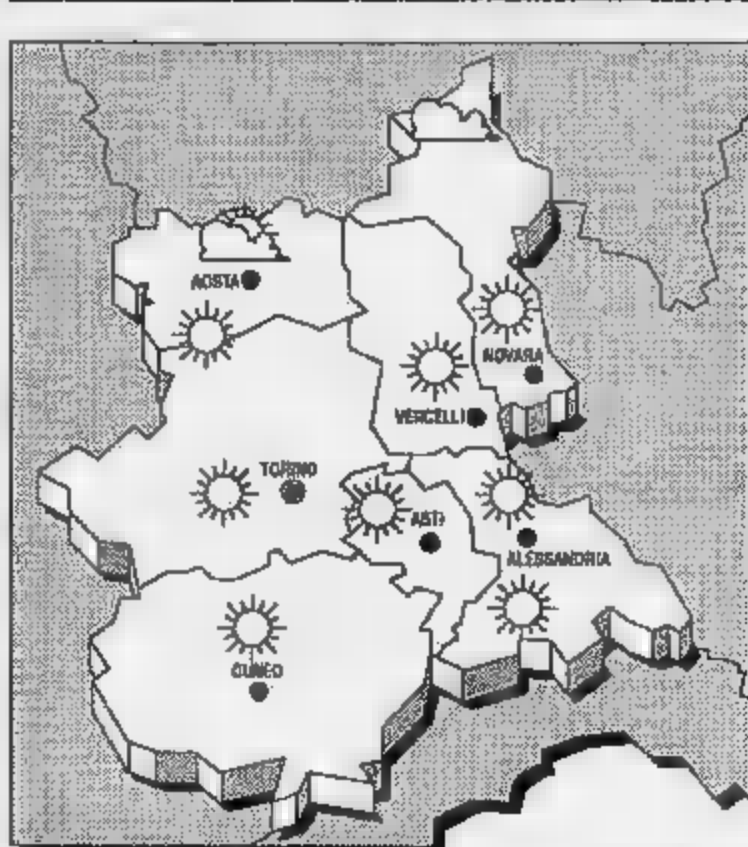 AOSTA
NOVARA
VERCELLI
TORINO
ASTI
ALESSANDRIA
CUNEO